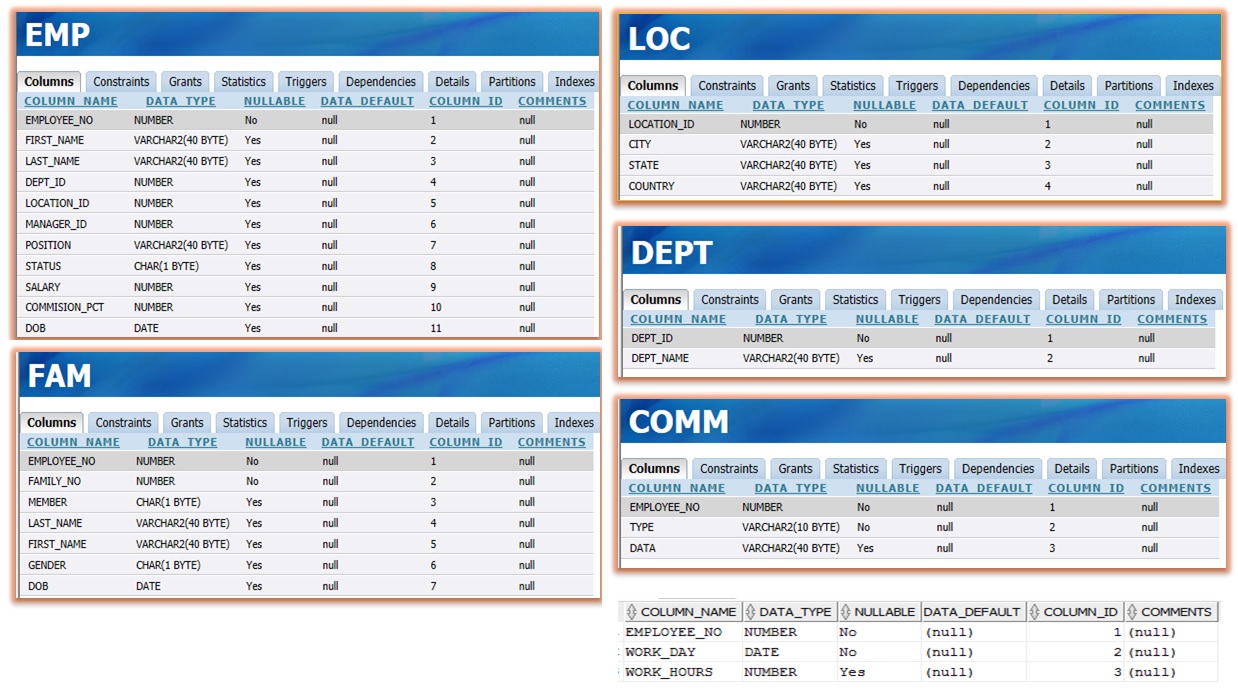 EMP
Columns Constraints Grants Statistics Triggers Dependencies Details Partitions Indexes
COLUMN_NAME DATA_TYPE NULLABLE DATA_DEFAULT COLUMN_ID COMMENTS
EMPLOYEE_NO NUMBER No null 1 null
FIRST_NAME VARCHAR2(40 BYTE) Yes null 2 null
LAST_NAME VARCHAR2(40 BYTE) Yes null 3 null
DEPT_ID NUMBER Yes null 4 null
LOCATION_ID NUMBER Yes null 5 null
MANAGER_ID NUMBER Yes null 6 null
POSITION VARCHAR2(40 BYTE) Yes null 7 null
STATUS CHAR(1 BYTE) Yes null 8 null
SALARY NUMBER Yes null 9 null
COMMISION_PCT NUMBER Yes null 10 null
DOB DATE Yes null 11 null
FAM
Columns Constraints Grants Statistics Triggers Dependencies Details Partitions Indexes
COLUMN_NAME DATA_TYPE NULLABLE DATA_DEFAULT COLUMN_ID COMMENTS
EMPLOYEE_NO NUMBER No null 1 null
FAMILY_NO NUMBER No null 2 null
MEMBER CHAR(1 BYTE) Yes null 3 null
LAST_NAME VARCHAR2(40 BYTE) Yes null 4 null
FIRST_NAME VARCHAR2(40 BYTE) Yes null 5 null
GENDER CHAR(1 BYTE) Yes null 6 null
DOB DATE Yes null 7 null
LOC
Columns Constraints Grants Statistics Triggers Dependencies Details Partitions Indexes
COLUMN_NAME DATA_TYPE NULLABLE DATA_DEFAULT COLUMN_ID COMMENTS
LOCATION_ID NUMBER No null 1 null
CITY VARCHAR2(40 BYTE) Yes null 2 null
STATE VARCHAR2(40 BYTE) Yes null 3 null
COUNTRY VARCHAR2(40 BYTE) Yes null 4 null
DEPT
Columns Constraints Grants Statistics Triggers Dependencies Details Partitions Indexes
COLUMN_NAME DATA_TYPE NULLABLE DATA_DEFAULT COLUMN_ID COMMENTS
DEPT_ID NUMBER No null 1 null
DEPT_NAME VARCHAR2(40 BYTE) Yes null 2 null
COMM
Columns Constraints Grants Statistics Triggers Dependencies Details Partitions Indexes
COLUMN_NAME DATA_TYPE NULLABLE DATA_DEFAULT COLUMN_ID COMMENTS
EMPLOYEE_NO NUMBER No null 1 null
TYPE VARCHAR2(10 BYTE) No null 2 null
DATA VARCHAR2(40 BYTE) Yes null 3 null
COLUMN_NAME DATA_TYPE NULLABLE DATA_DEFAULT COLUMN_ID COMMENTS
EMPLOYEE_NO NUMBER No (null) 1 (null)
WORK_DAY DATE No (null) 2 (null)
WORK_HOURS NUMBER Yes (null) 3 (null)